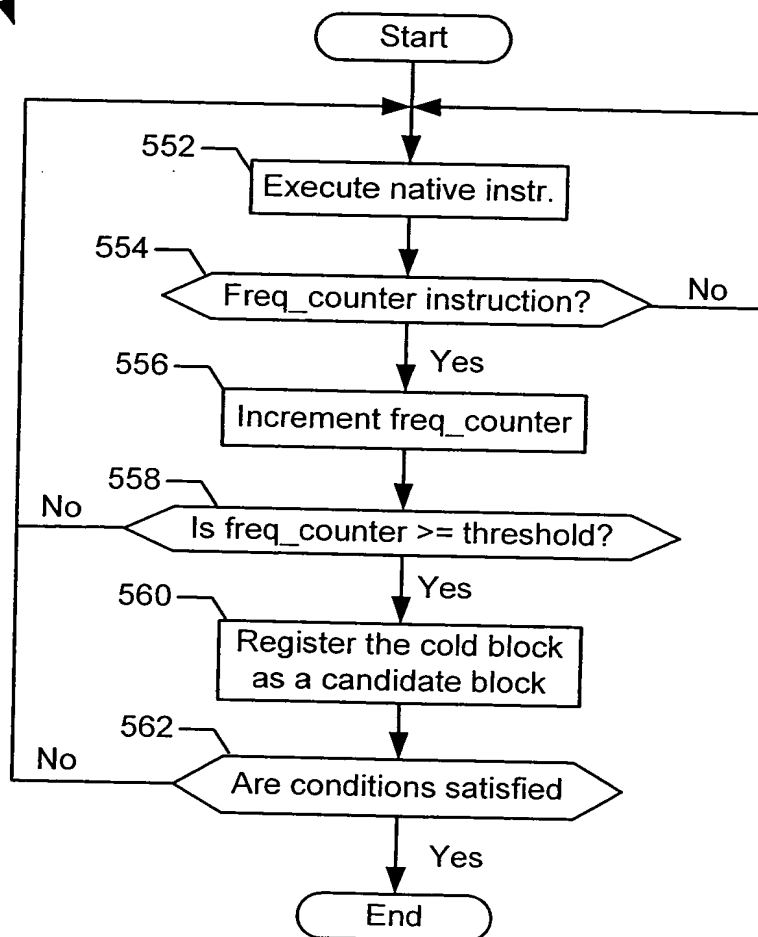 Start
552
Execute native instr.
554
Freq_counter instruction?
No
Yes
556
Increment freq_counter
558
No
Is freq_counter >= threshold?
Yes
560
Register the cold block
as a candidate block
562
No
Are conditions satisfied
Yes
End